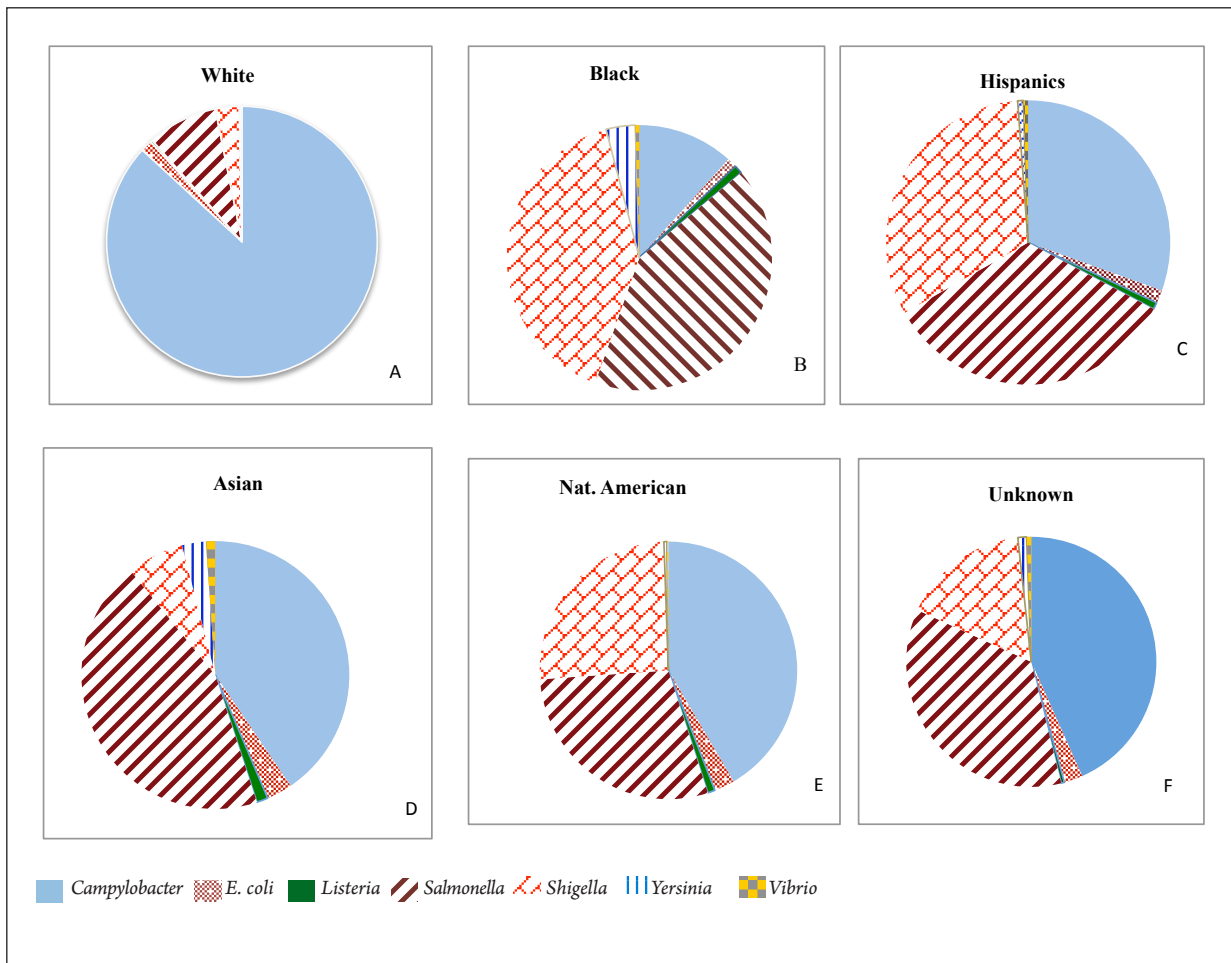 White
A
Black
B
Hispanics
C
Asian
D
Nat. American
E
Unknown
F
Campylobacter E. coli Listeria Salmonella Shigella Yersinia Vibrio